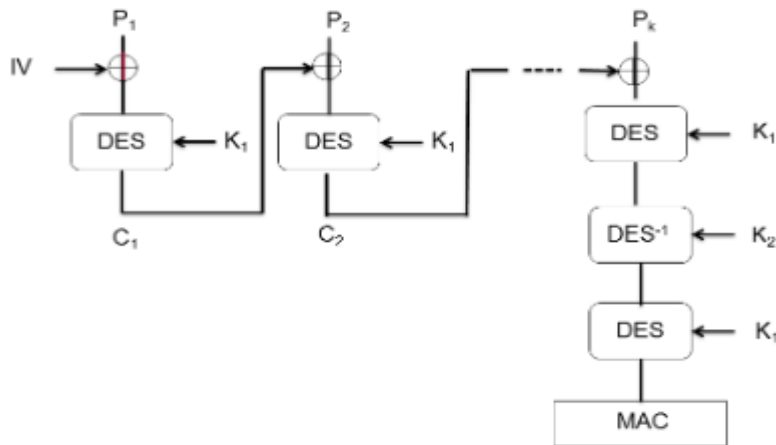 P₁ P₂ Pₖ
IV
DES K₁ DES K₁ DES K₁
C₁ C₂ DES⁻¹ K₂
DES K₁
MAC